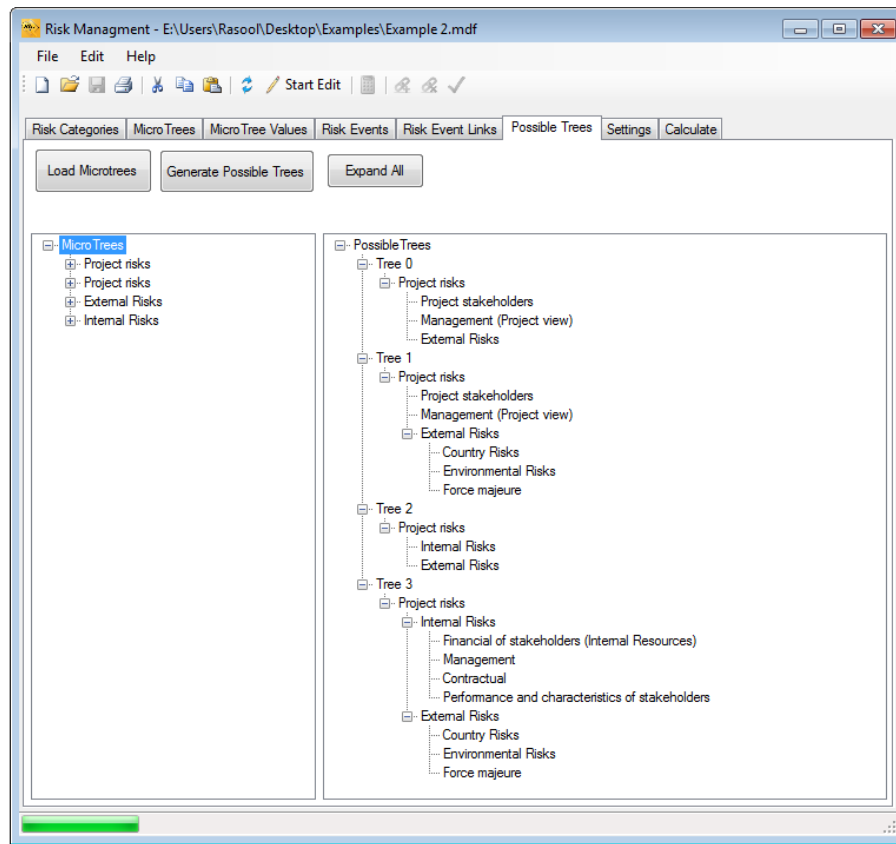 Risk Managment - E:\Users\Rasool\Desktop\Examples\Example 2.mdf
File Edit Help
Start Edit
Risk Categories MicroTrees MicroTree Values Risk Events Risk Event Links Possible Trees Settings Calculate
Load Microtrees Generate Possible Trees Expand All
MicroTrees
Project risks
Project risks
External Risks
Internal Risks
PossibleTrees
Tree 0
Project risks
Project stakeholders
Management (Project view)
External Risks
Tree 1
Project risks
Project stakeholders
Management (Project view)
External Risks
Country Risks
Environmental Risks
Force majeure
Tree 2
Project risks
Internal Risks
External Risks
Tree 3
Project risks
Internal Risks
Financial of stakeholders (Internal Resources)
Management
Contractual
Performance and characteristics of stakeholders
External Risks
Country Risks
Environmental Risks
Force majeure